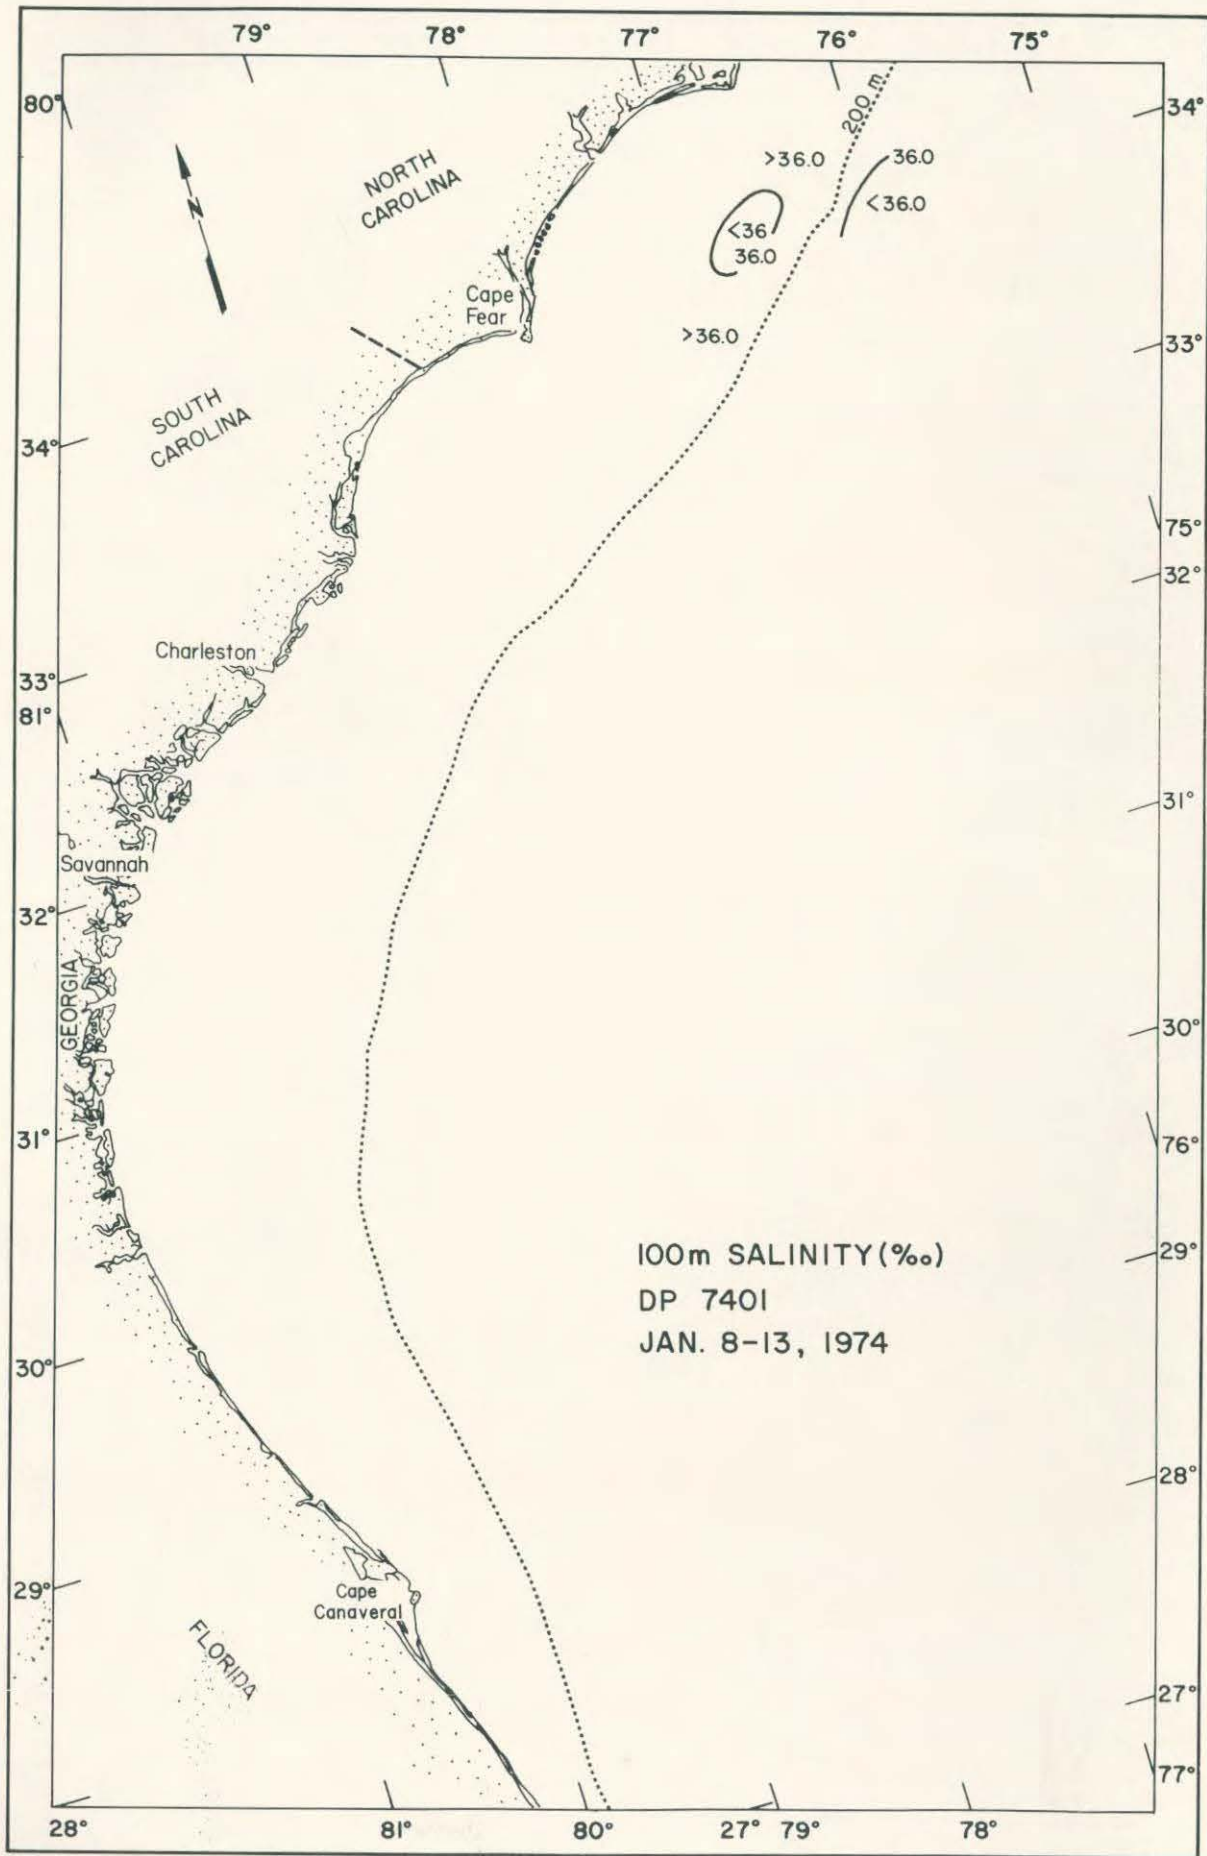 79° 78° 77° 76° 75°
80°
34°
200 m
NORTH
CAROLINA
N
>36.0
36.0
<36.0
<36
36.0
Cape
Fear
>36.0
33°
SOUTH
CAROLINA
34°
75°
32°
Charleston
33°
81°
31°
Savannah
32°
GEORGIA
30°
31°
76°
100m SALINITY (‰)
29°
DP 7401
JAN. 8-13, 1974
30°
28°
29°
Cape
Canaveral
FLORIDA
27°
77°
28° 81° 80° 27° 79° 78°